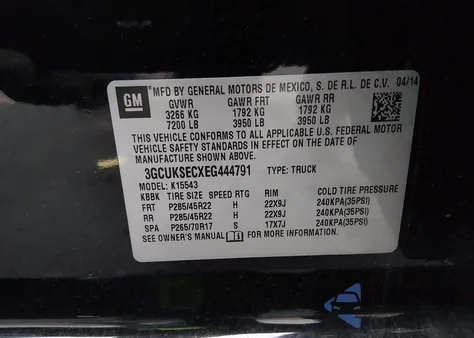 GM
MFD BY GENERAL MOTORS DE MEXICO, S. DE R.L. DE C.V. 04/14
GVWR GAWR FRT GAWR RR
3266 KG 1792 KG 1792 KG
7200 LB 3950 LB 3950 LB
THIS VEHICLE CONFORMS TO ALL APPLICABLE U.S. FEDERAL MOTOR
VEHICLE SAFETY STANDARDS IN EFFECT ON THE DATE OF
MANUFACTURE SHOWN ABOVE.
3GCUKSECXEG444791 TYPE: TRUCK
MODEL: K15543
KBBK TIRE SIZE SPEED RTG RIM COLD TIRE PRESSURE
FRT P285/45R22 H 22X9J 240KPA(35PSI)
RR P285/45R22 H 22X9J 240KPA(35PSI)
SPA P265/70R17 S 17X7J 240KPA(35PSI)
SEE OWNER'S MANUAL FOR MORE INFORMATION.